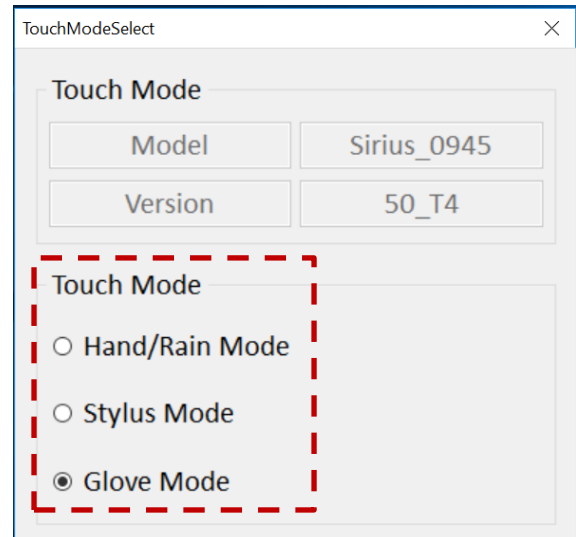 TouchModeSelect
Touch Mode
Model Sirius_0945
Version 50_T4
Touch Mode
Hand/Rain Mode
Stylus Mode
Glove Mode